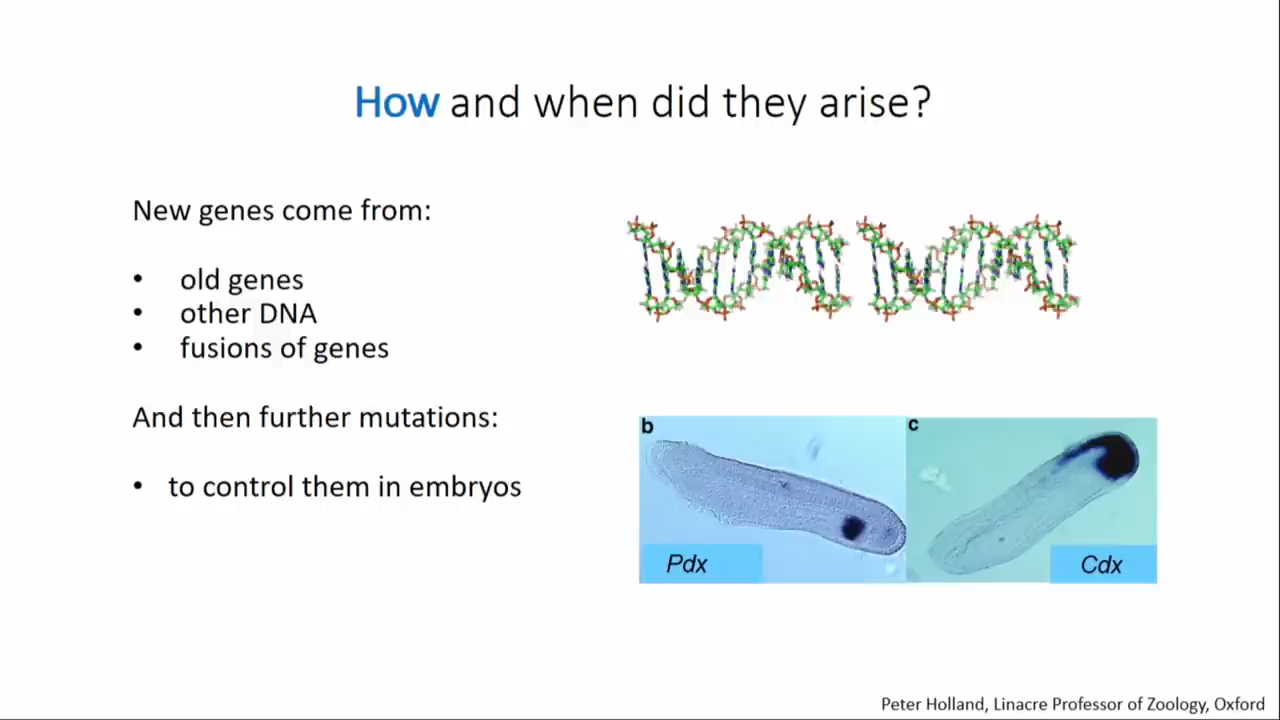 How and when did they arise?
New genes come from:
• old genes
• other DNA
• fusions of genes
And then further mutations:
• to control them in embryos
b
c
Pdx
Cdx
Peter Holland, Linacre Professor of Zoology, Oxford